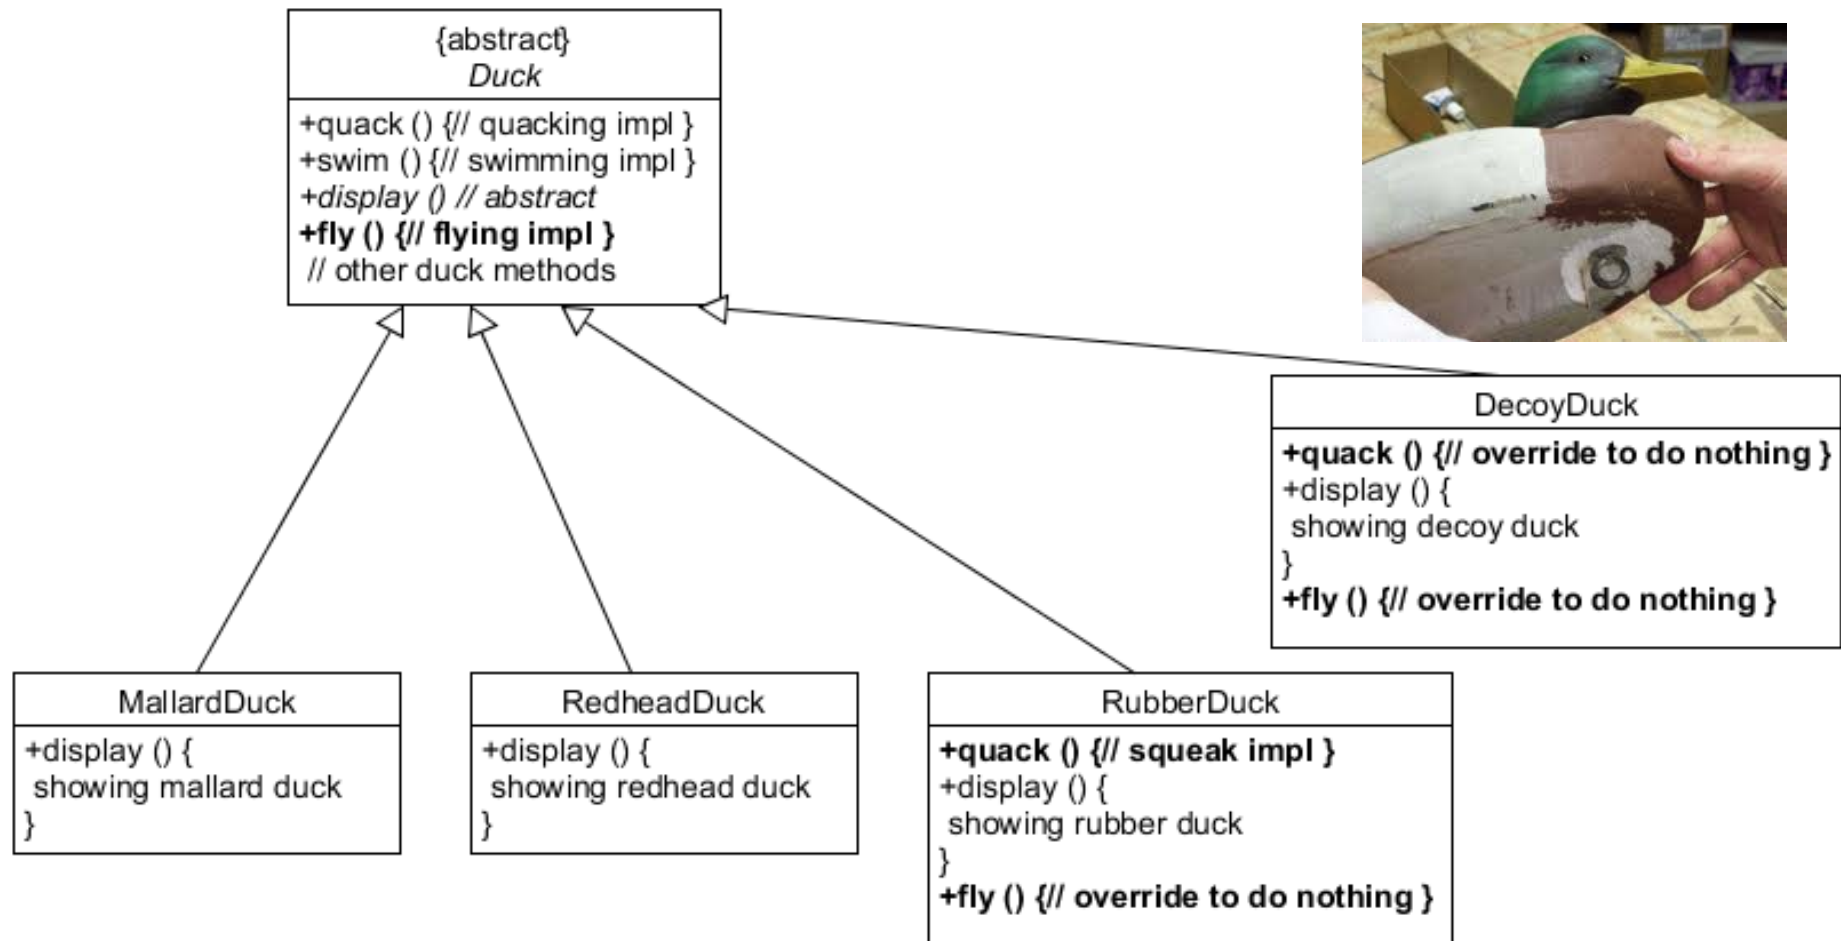 {abstract}
Duck
+quack () {// quacking impl }
+swim () {// swimming impl }
+display () // abstract
+fly () {// flying impl }
// other duck methods
DecoyDuck
+quack () {// override to do nothing }
+display () {
showing decoy duck
}
+fly () {// override to do nothing }
MallardDuck
+display () {
showing mallard duck
}
RedheadDuck
+display () {
showing redhead duck
}
RubberDuck
+quack () {// squeak impl }
+display () {
showing rubber duck
}
+fly () {// override to do nothing }